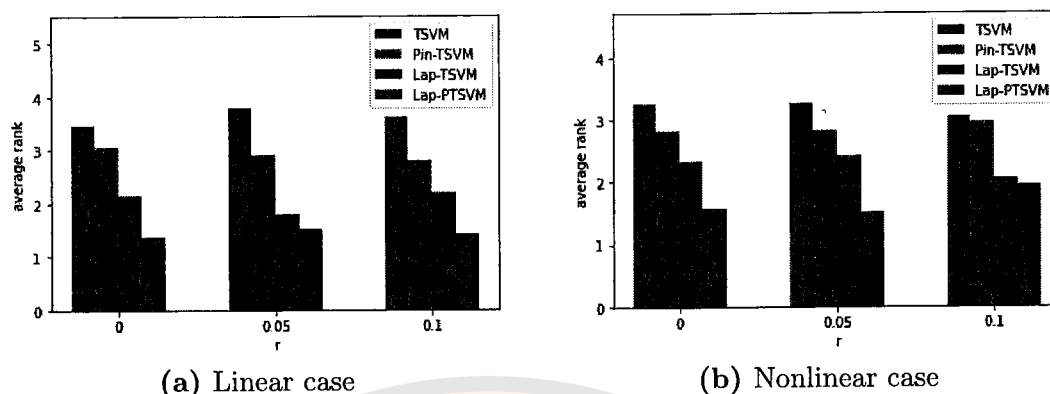 TSVM
Pin-TSVM
Lap-TSVM
Lap-PTSVM
average rank
5
4
3
2
1
0
0
0.05
0.1
r
(a) Linear case
TSVM
Pin-TSVM
Lap-TSVM
Lap-PTSVM
average rank
4
3
2
1
0
0
0.05
0.1
r
(b) Nonlinear case